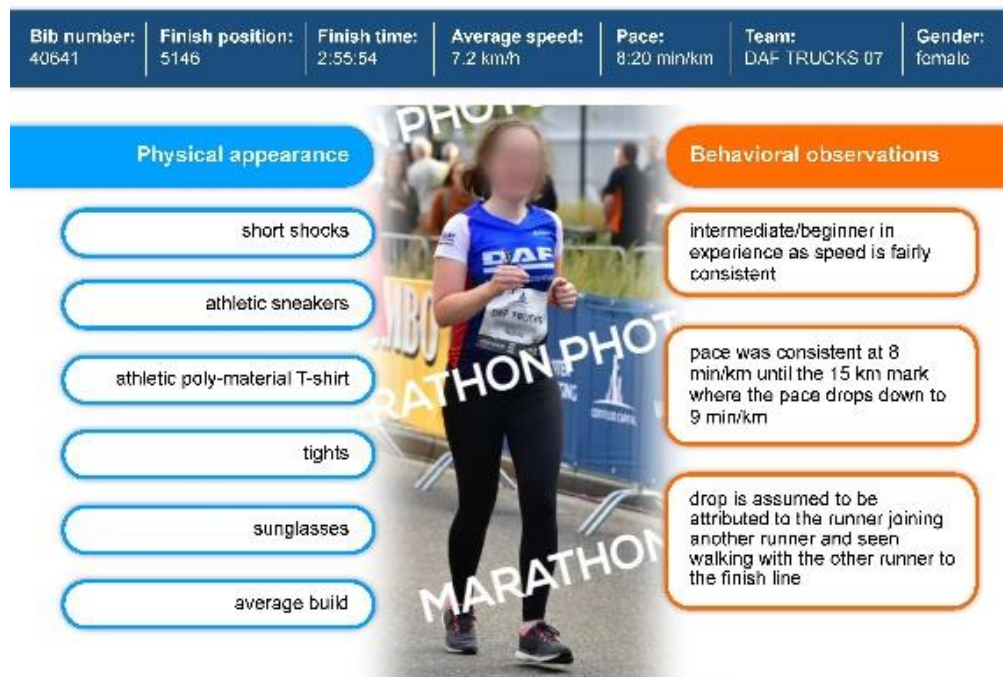 Bib number:
40641
Finish position:
5146
Finish time:
2:55:54
Average speed:
7.2 km/h
Pace:
8:20 min/km
Team:
DAF TRUCKS 07
Gender:
female
Physical appearance
short shocks
athletic sneakers
athletic poly-material T-shirt
tights
sunglasses
average build
N PHOTO
DAF
DAF TRUCKS
MBO
MARATHON PHOTO
MARATHON
Behavioral observations
intermediate/beginner in
experience as speed is fairly
consistent
pace was consistent at 8
min/km until the 15 km mark
where the pace drops down to
9 min/km
drop is assumed to be
attributed to the runner joining
another runner and seen
walking with the other runner to
the finish line